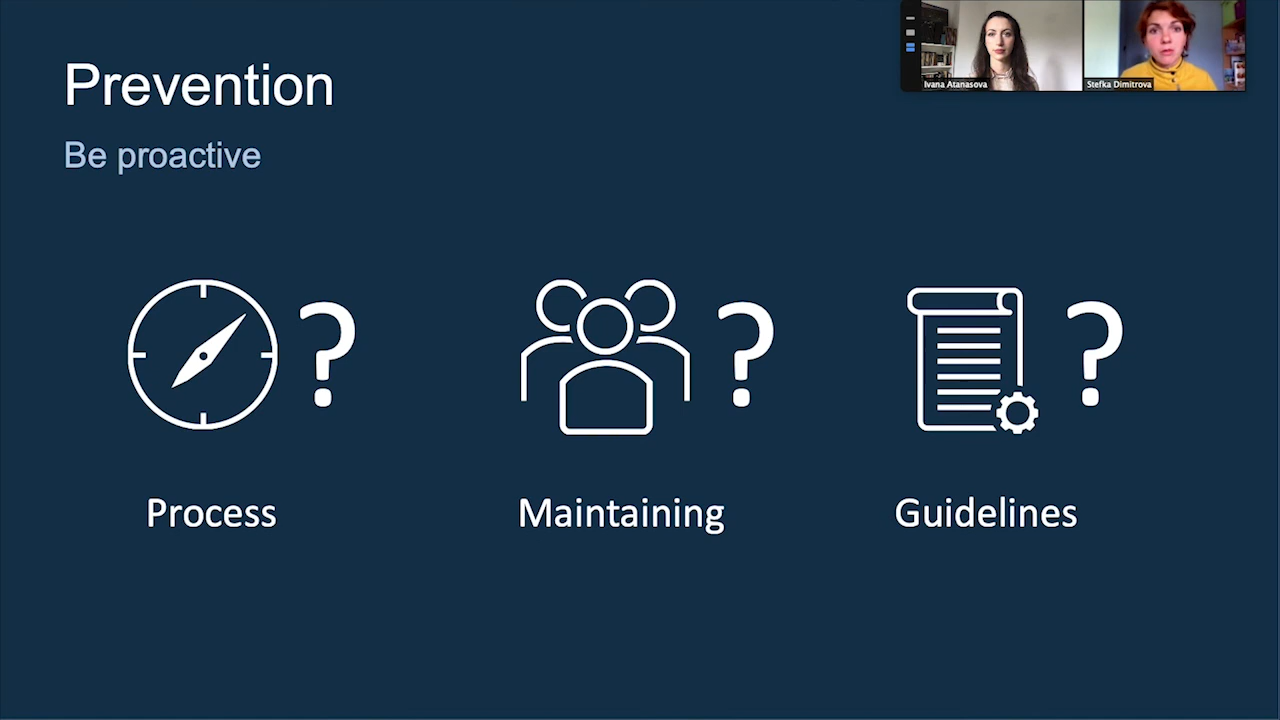 Prevention
Be proactive
Ivana Atanasova
Stefka Dimitrova
? ? ?
Process
Maintaining
Guidelines